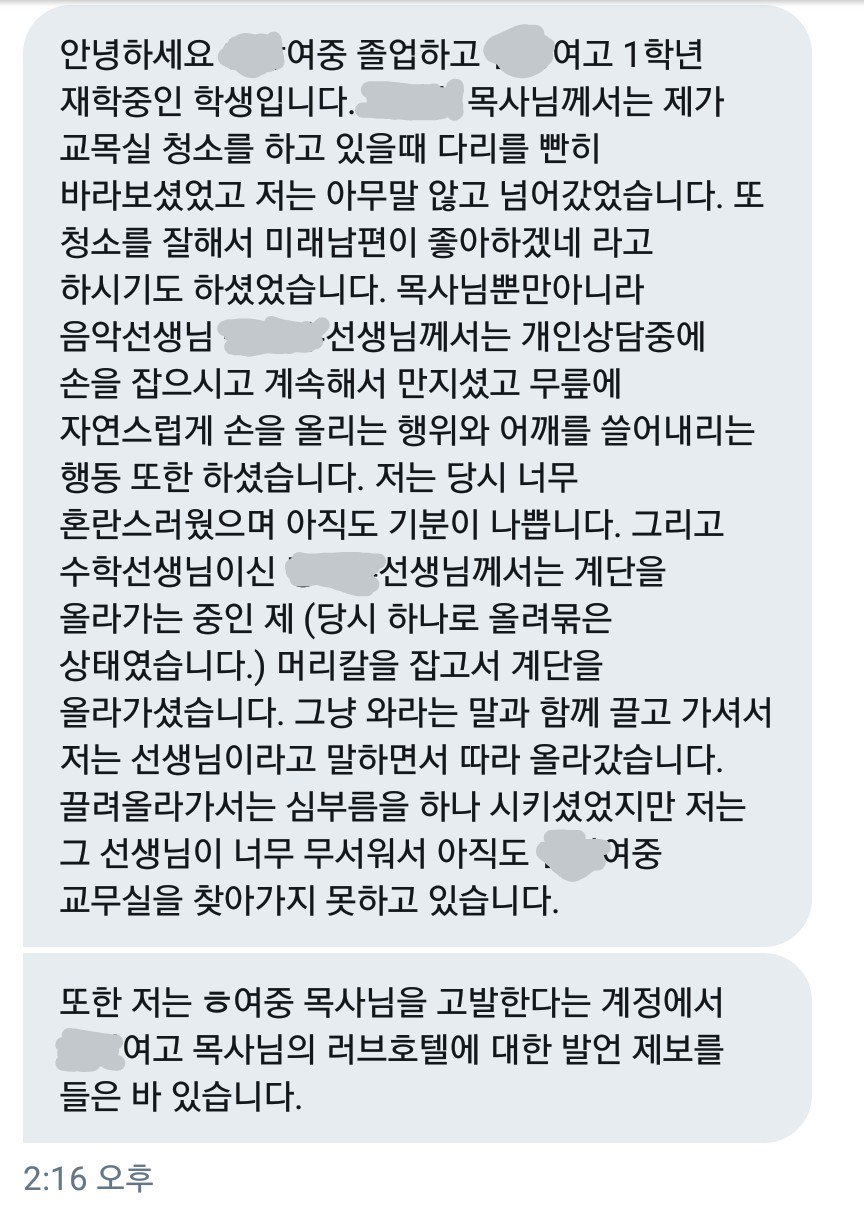 안녕하세요 여중 졸업하고 여고 1학년
재학중인 학생입니다. 목사님께서는 제가
교목실 청소를 하고 있을때 다리를 빤히
바라보셨었고 저는 아무말 않고 넘어갔었습니다. 또
청소를 잘해서 미래남편이 좋아하겠네 라고
하시기도 하셨었습니다. 목사님뿐만아니라
음악선생님 선생님께서는 개인상담중에
손을 잡으시고 계속해서 만지셨고 무릎에
자연스럽게 손을 올리는 행위와 어깨를 쓸어내리는
행동 또한 하셨습니다. 저는 당시 너무
혼란스러웠으며 아직도 기분이 나쁩니다. 그리고
수학선생님이신 선생님께서는 계단을
올라가는 중인 제 (당시 하나로 올려묶은
상태였습니다.) 머리칼을 잡고서 계단을
올라가셨습니다. 그냥 와라는 말과 함께 끌고 가셔서
저는 선생님이라고 말하면서 따라 올라갔습니다.
끌려올라가서는 심부름을 하나 시키셨었지만 저는
그 선생님이 너무 무서워서 아직도 여중
교무실을 찾아가지 못하고 있습니다.
또한 저는 ㅎ여중 목사님을 고발한다는 계정에서
여고 목사님의 러브호텔에 대한 발언 제보를
들은 바 있습니다.
2:16 오후